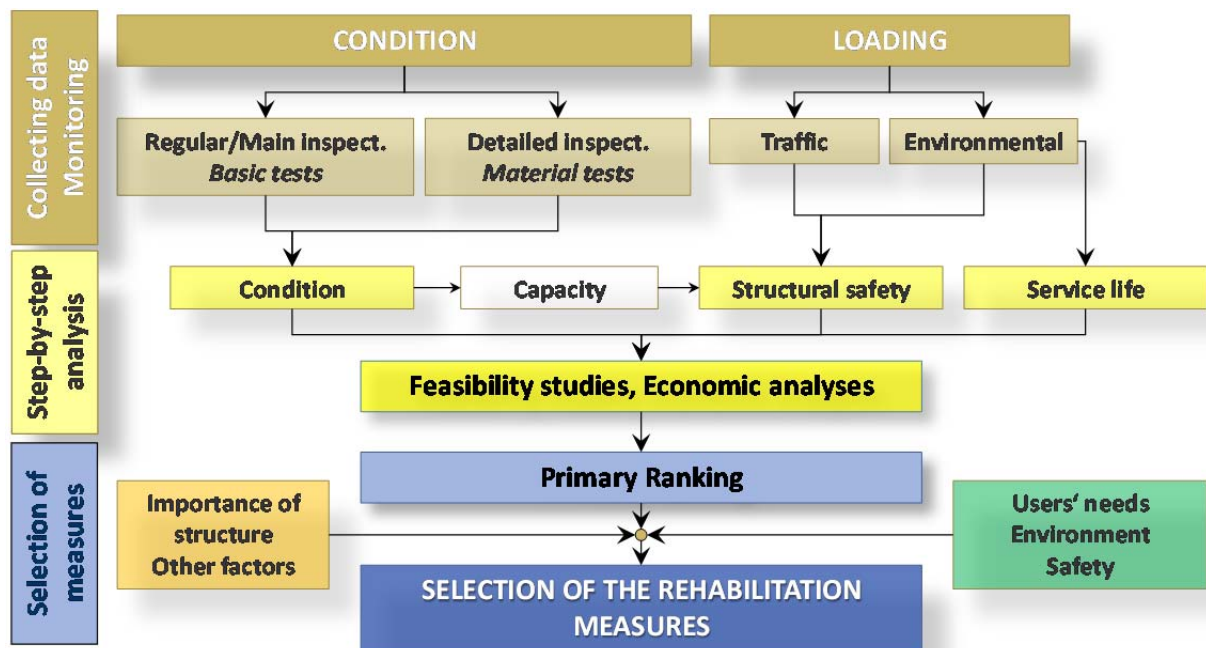 Collecting data
Monitoring
CONDITION
LOADING
Regular/Main inspect.
Basic tests
Detailed inspect.
Material tests
Traffic
Environmental
Step-by-step
analysis
Condition
Capacity
Structural safety
Service life
Feasibility studies, Economic analyses
Selection of
measures
Primary Ranking
Importance of
structure
Other factors
Users’ needs
Environment
Safety
SELECTION OF THE REHABILITATION
MEASURES